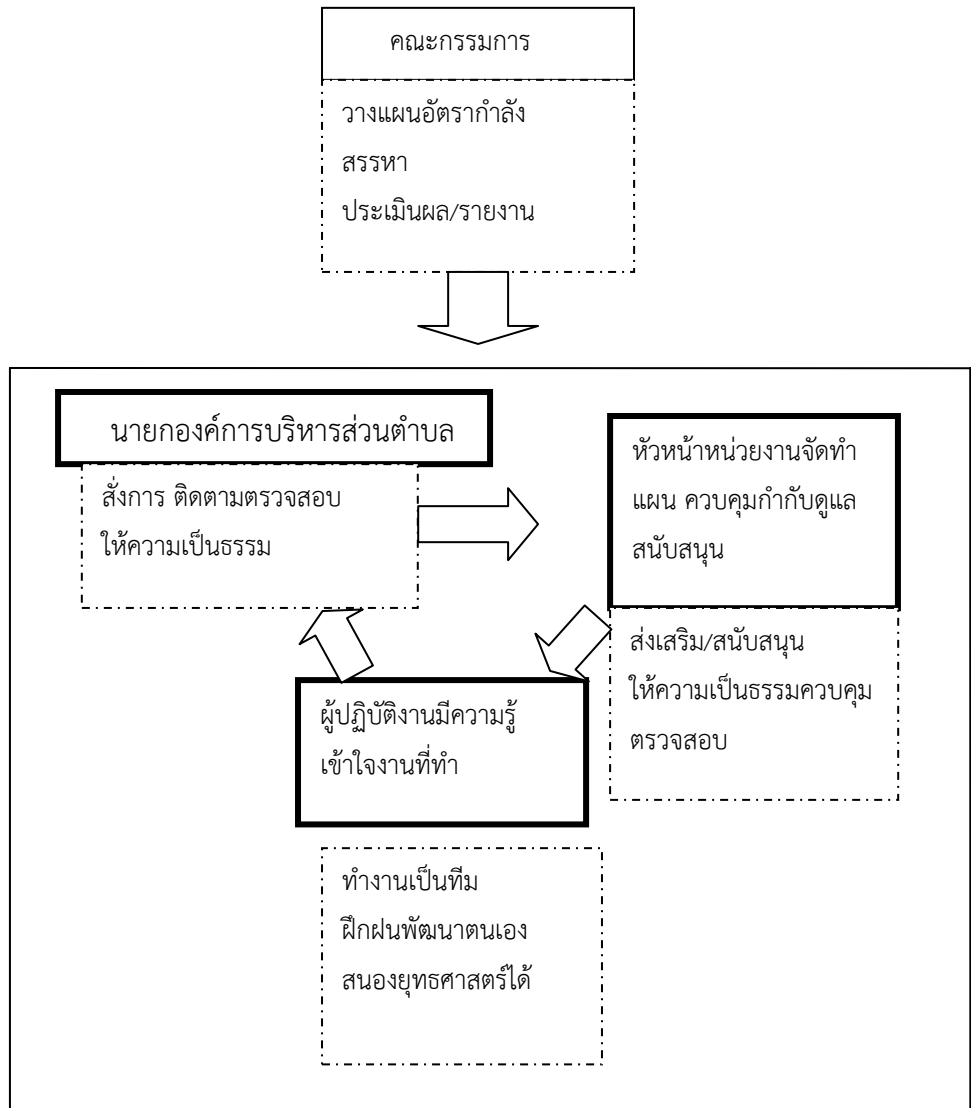 คณะกรรมการ
วางแผนอัตรากำลัง
สรรหา
ประเมินผล/รายงาน
นายกองค์การบริหารส่วนตำบล
สั่งการ ติดตามตรวจสอบ
ให้ความเป็นธรรม
หัวหน้าหน่วยงานจัดทำ
แผน ควบคุมกำกับดูแล
สนับสนุน
ส่งเสริม/สนับสนุน
ให้ความเป็นธรรมควบคุม
ตรวจสอบ
ผู้ปฏิบัติงานมีความรู้
เข้าใจงานที่ทำ
ทำงานเป็นทีม
ฝึกฝนพัฒนาตนเอง
สนองยุทธศาสตร์ได้